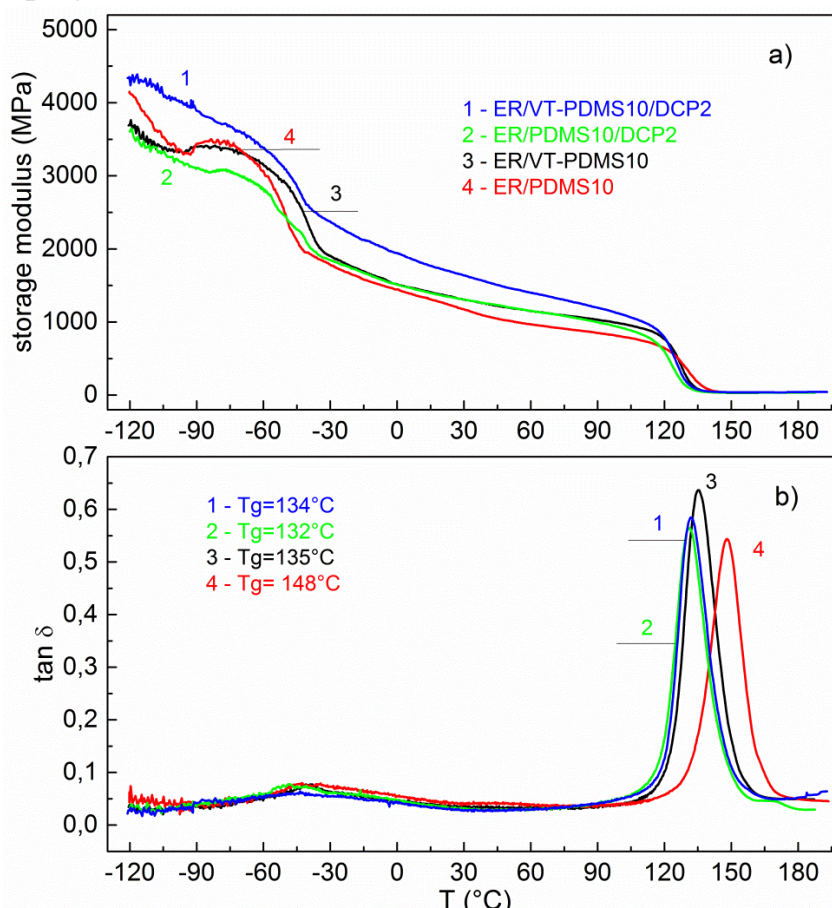 5000
4000
3000
2000
1000
0
storage modulus (MPa)
a)
1
2
3
4
1 - ER/VT-PDMS10/DCP2
2 - ER/PDMS10/DCP2
3 - ER/VT-PDMS10
4 - ER/PDMS10
-120 -90 -60 -30 0 30 60 90 120 150 180
0,7
0,6
0,5
0,4
0,3
0,2
0,1
0,0
tan δ
b)
1 - Tg=134°C
2 - Tg=132°C
3 - Tg=135°C
4 - Tg= 148°C
3
1
4
2
-120 -90 -60 -30 0 30 60 90 120 150 180
T (°C)